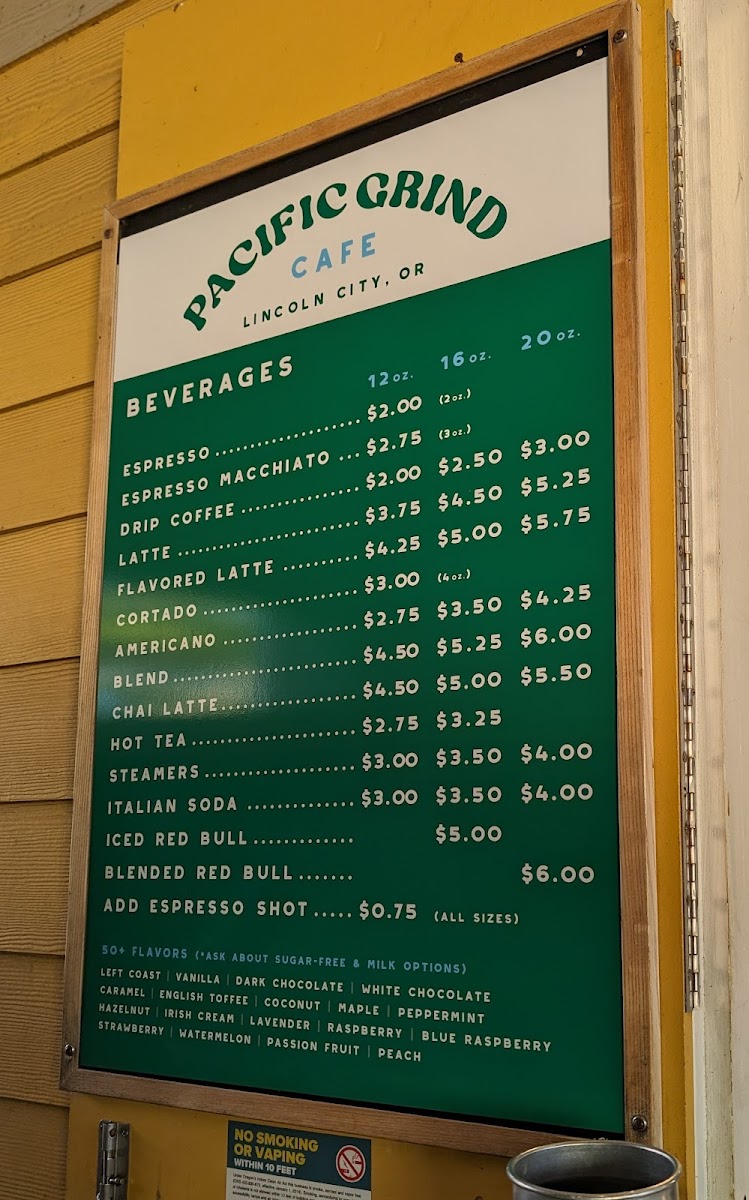 PACIFIC GRIND
CAFE
LINCOLN CITY, OR
BEVERAGES 12 oz. 16 oz. 20 oz.
ESPRESSO .................... $2.00 (2oz.)
ESPRESSO MACCHIATO ... $2.75 (3oz.)
DRIP COFFEE ................. $2.00 $2.50 $3.00
LATTE ........................... $3.75 $4.50 $5.25
FLAVORED LATTE .......... $4.25 $5.00 $5.75
CORTADO ...................... $3.00 (4oz.)
AMERICANO ................... $2.75 $3.50 $4.25
BLEND ........................... $4.50 $5.25 $6.00
CHAI LATTE.................... $4.50 $5.00 $5.50
HOT TEA ........................ $2.75 $3.25
STEAMERS ...................... $3.00 $3.50 $4.00
ITALIAN SODA ............... $3.00 $3.50 $4.00
ICED RED BULL ............. $5.00
BLENDED RED BULL ....... $6.00
ADD ESPRESSO SHOT ..... $0.75 (ALL SIZES)
50+ FLAVORS (*ASK ABOUT SUGAR-FREE & MILK OPTIONS)
LEFT COAST | VANILLA | DARK CHOCOLATE | WHITE CHOCOLATE
CARAMEL | ENGLISH TOFFEE | COCONUT | MAPLE | PEPPERMINT
HAZELNUT | IRISH CREAM | LAVENDER | RASPBERRY | BLUE RASPBERRY
STRAWBERRY | WATERMELON | PASSION FRUIT | PEACH
NO SMOKING
OR VAPING
WITHIN 10 FEET